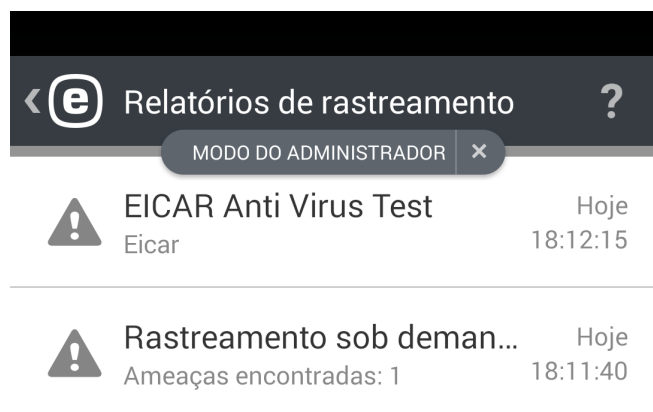 Relatórios de rastreamento ?
MODO DO ADMINISTRADOR ×
EICAR Anti Virus Test Hoje
Eicar 18:12:15
Rastreamento sob deman... Hoje
Ameaças encontradas: 1 18:11:40